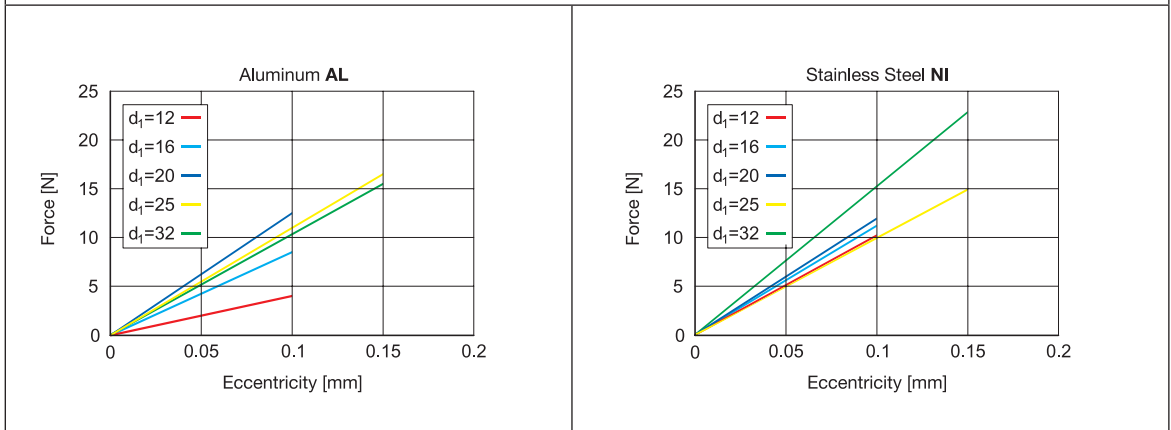 Aluminum AL
25
20
15
10
5
0
Force [N]
d1=12
d1=16
d1=20
d1=25
d1=32
0 0.05 0.1 0.15 0.2
Eccentricity [mm]
Stainless Steel NI
25
20
15
10
5
0
Force [N]
d1=12
d1=16
d1=20
d1=25
d1=32
0 0.05 0.1 0.15 0.2
Eccentricity [mm]